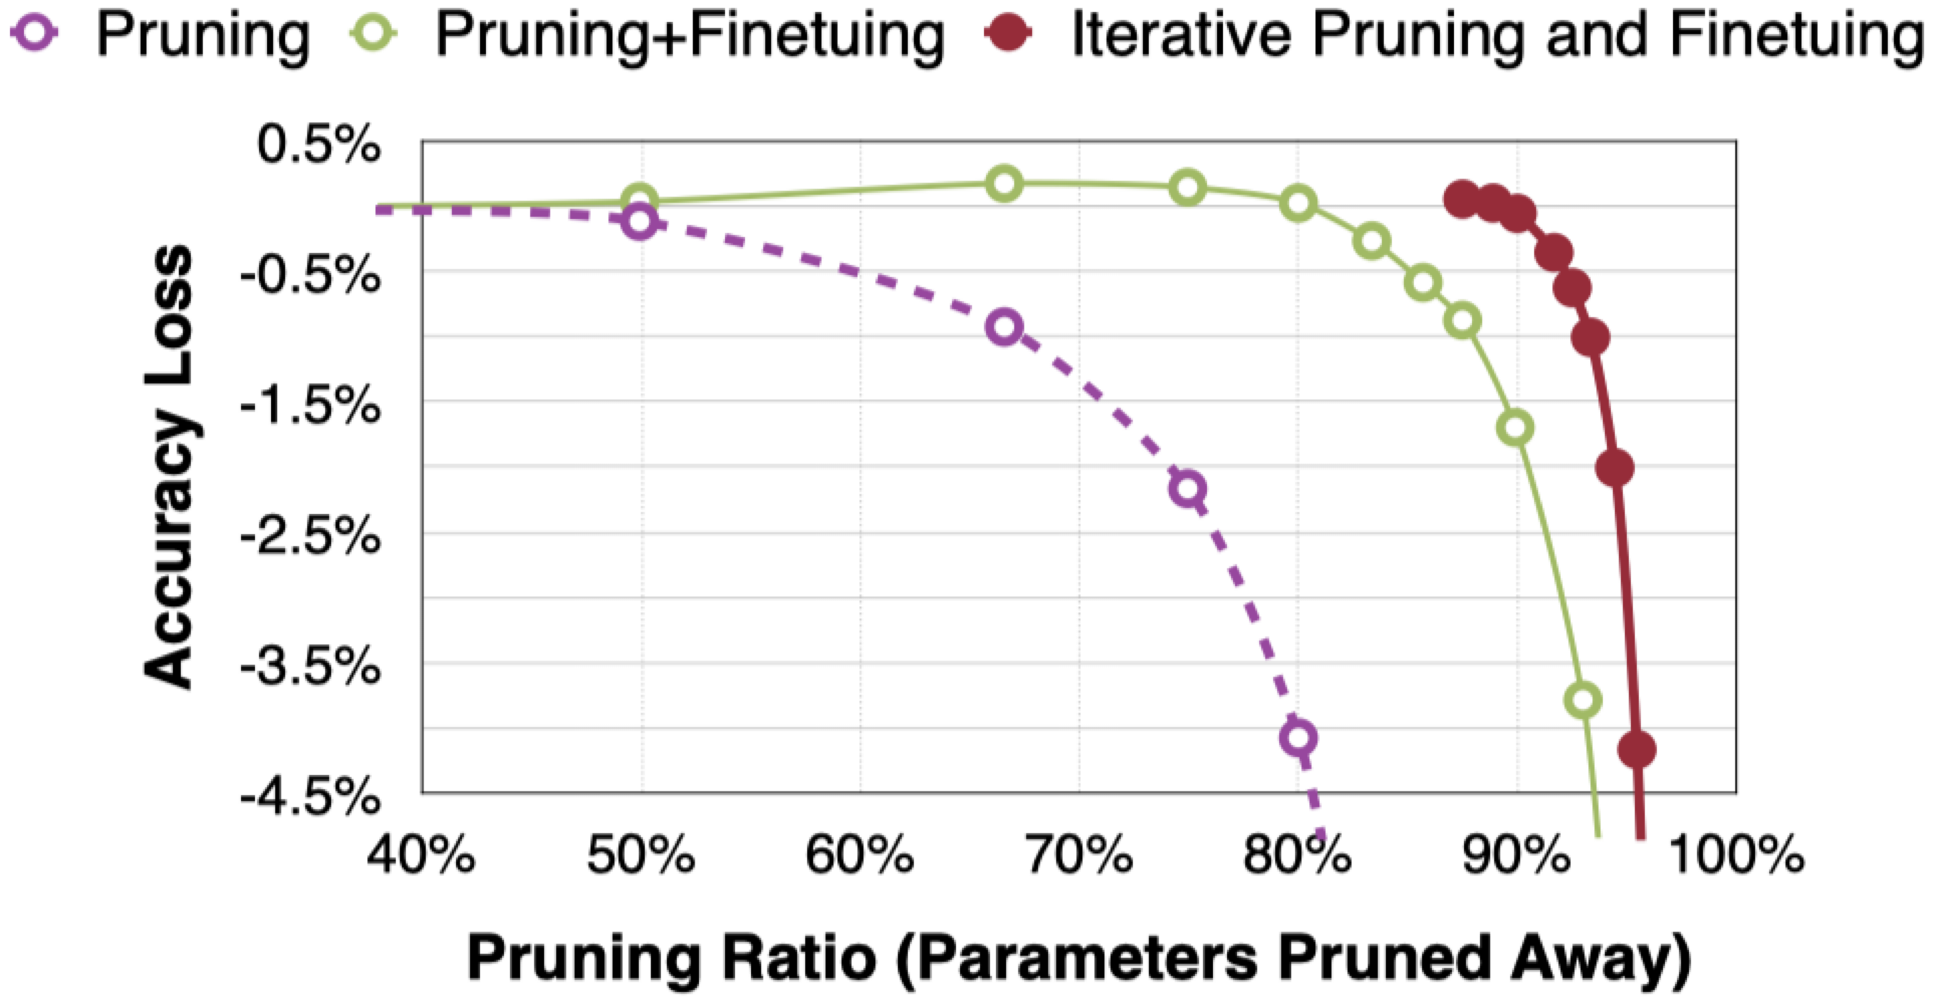 Pruning Pruning+Finetuing Iterative Pruning and Finetuing
0.5%
-0.5%
-1.5%
-2.5%
-3.5%
-4.5%
Accuracy Loss
40% 50% 60% 70% 80% 90% 100%
Pruning Ratio (Parameters Pruned Away)